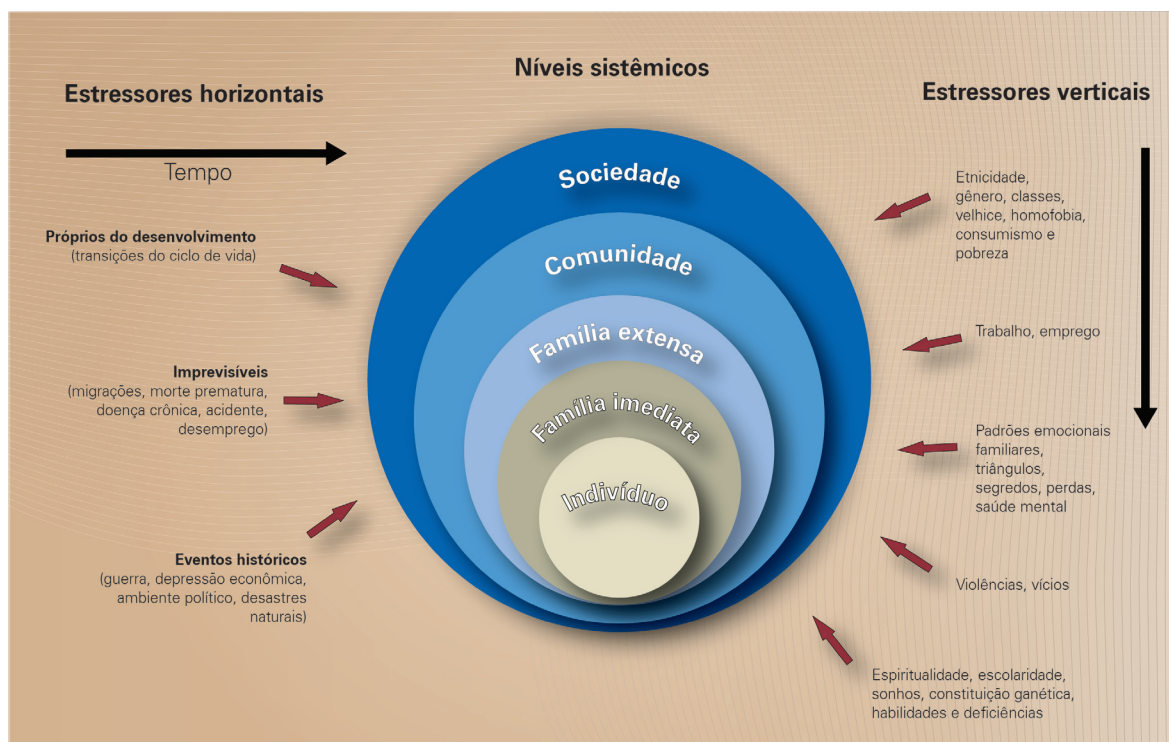 Níveis sistêmicos
Estressores horizontais
Tempo
Próprios do desenvolvimento
(transições do ciclo de vida)
Imprevisíveis
(migrações, morte prematura,
doença crônica, acidente,
desemprego)
Eventos históricos
(guerra, depressão econômica,
ambiente político, desastres
naturais)
Sociedade
Comunidade
Família extensa
Família imediata
Indivíduo
Estressores verticais
Etnicidade,
gênero, classes,
velhice, homofobia,
consumismo e
pobreza
Trabalho, emprego
Padrões emocionais
familiares,
triângulos,
segredos, perdas,
saúde mental
Violências, vícios
Espiritualidade, escolaridade,
sonhos, constituição ganética,
habilidades e deficiências